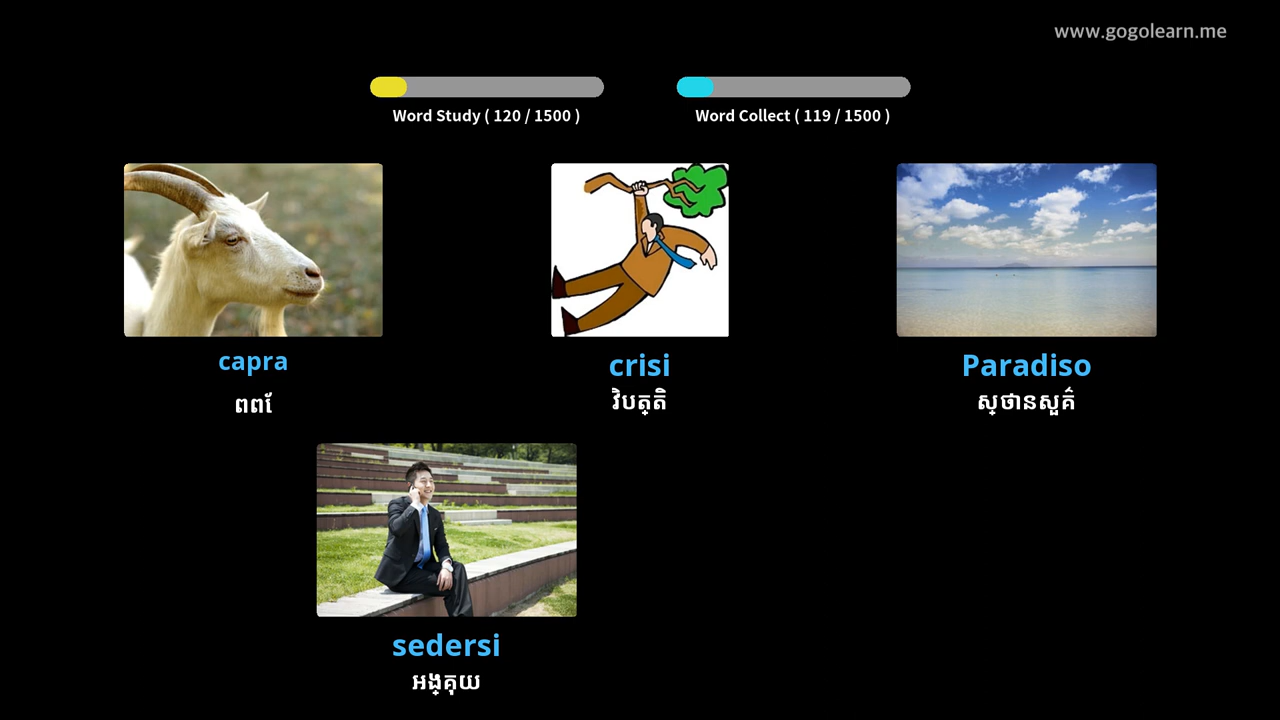 www.gogolearn.me
Word Study ( 120 / 1500 )
Word Collect ( 119 / 1500 )
capra
ពពែ
crisi
វិបត្តិ
Paradiso
ស្ថានសួគ៌
sedersi
អង្គុយ